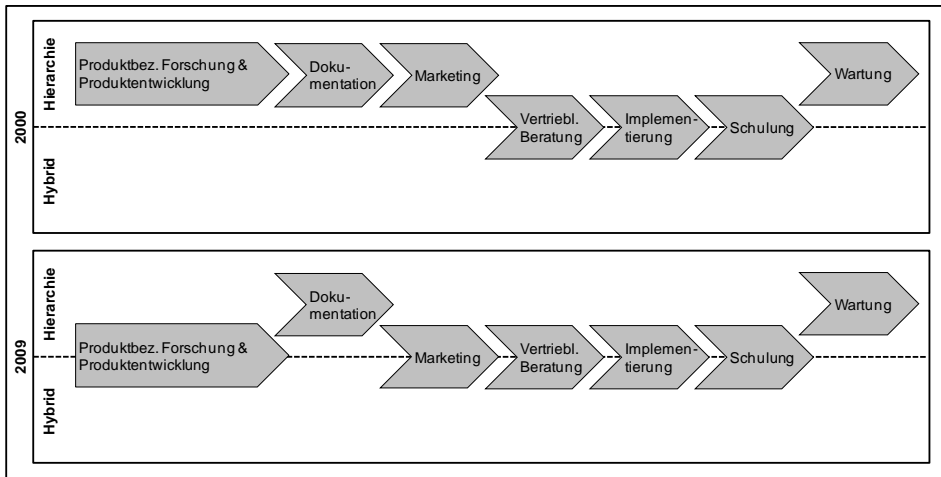 2000
Hierarchie
Hybrid
Produktbez. Forschung &
Produktentwicklung
Doku-
mentation
Marketing
Vertriebl.
Beratung
Implemen-
tierung
Schulung
Wartung
2009
Hierarchie
Hybrid
Produktbez. Forschung &
Produktentwicklung
Doku-
mentation
Marketing
Vertriebl.
Beratung
Implemen-
tierung
Schulung
Wartung